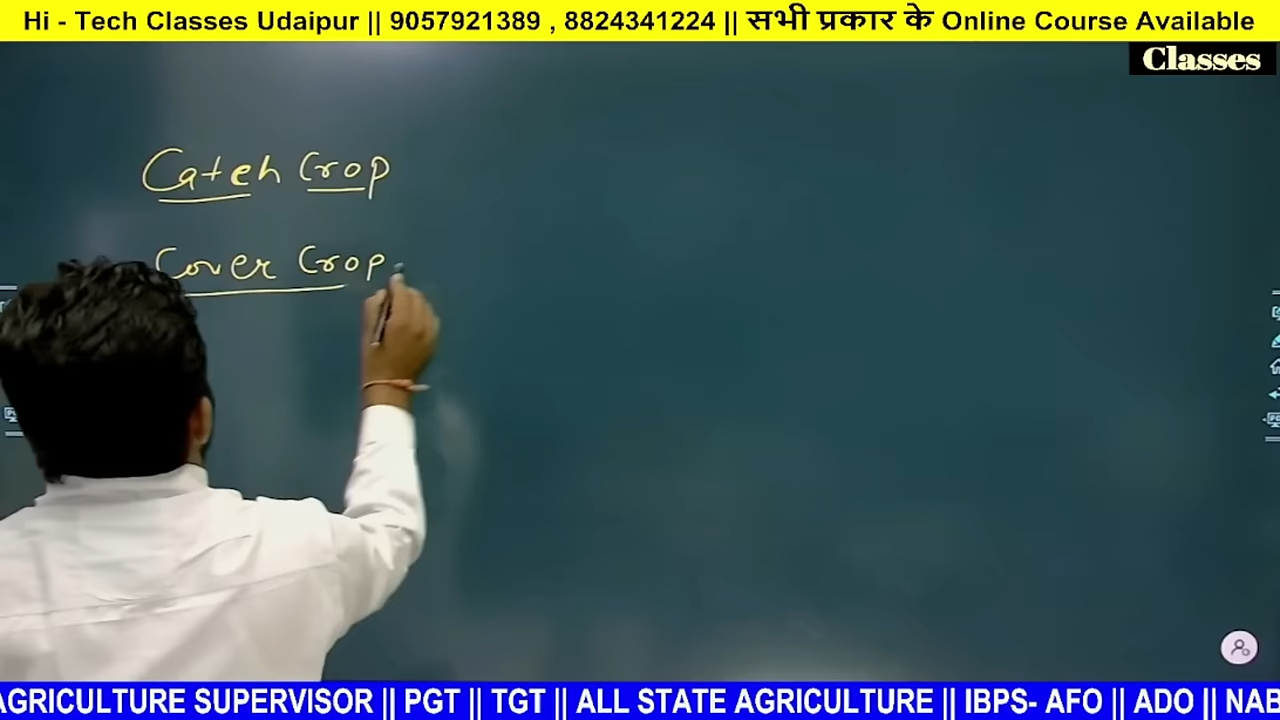 Hi - Tech Classes Udaipur || 9057921389 , 8824341224 || सभी प्रकार के Online Course Available
Classes
Catch Crop
Cover Crop
AGRICULTURE SUPERVISOR || PGT || TGT || ALL STATE AGRICULTURE || IBPS- AFO || ADO || NAB